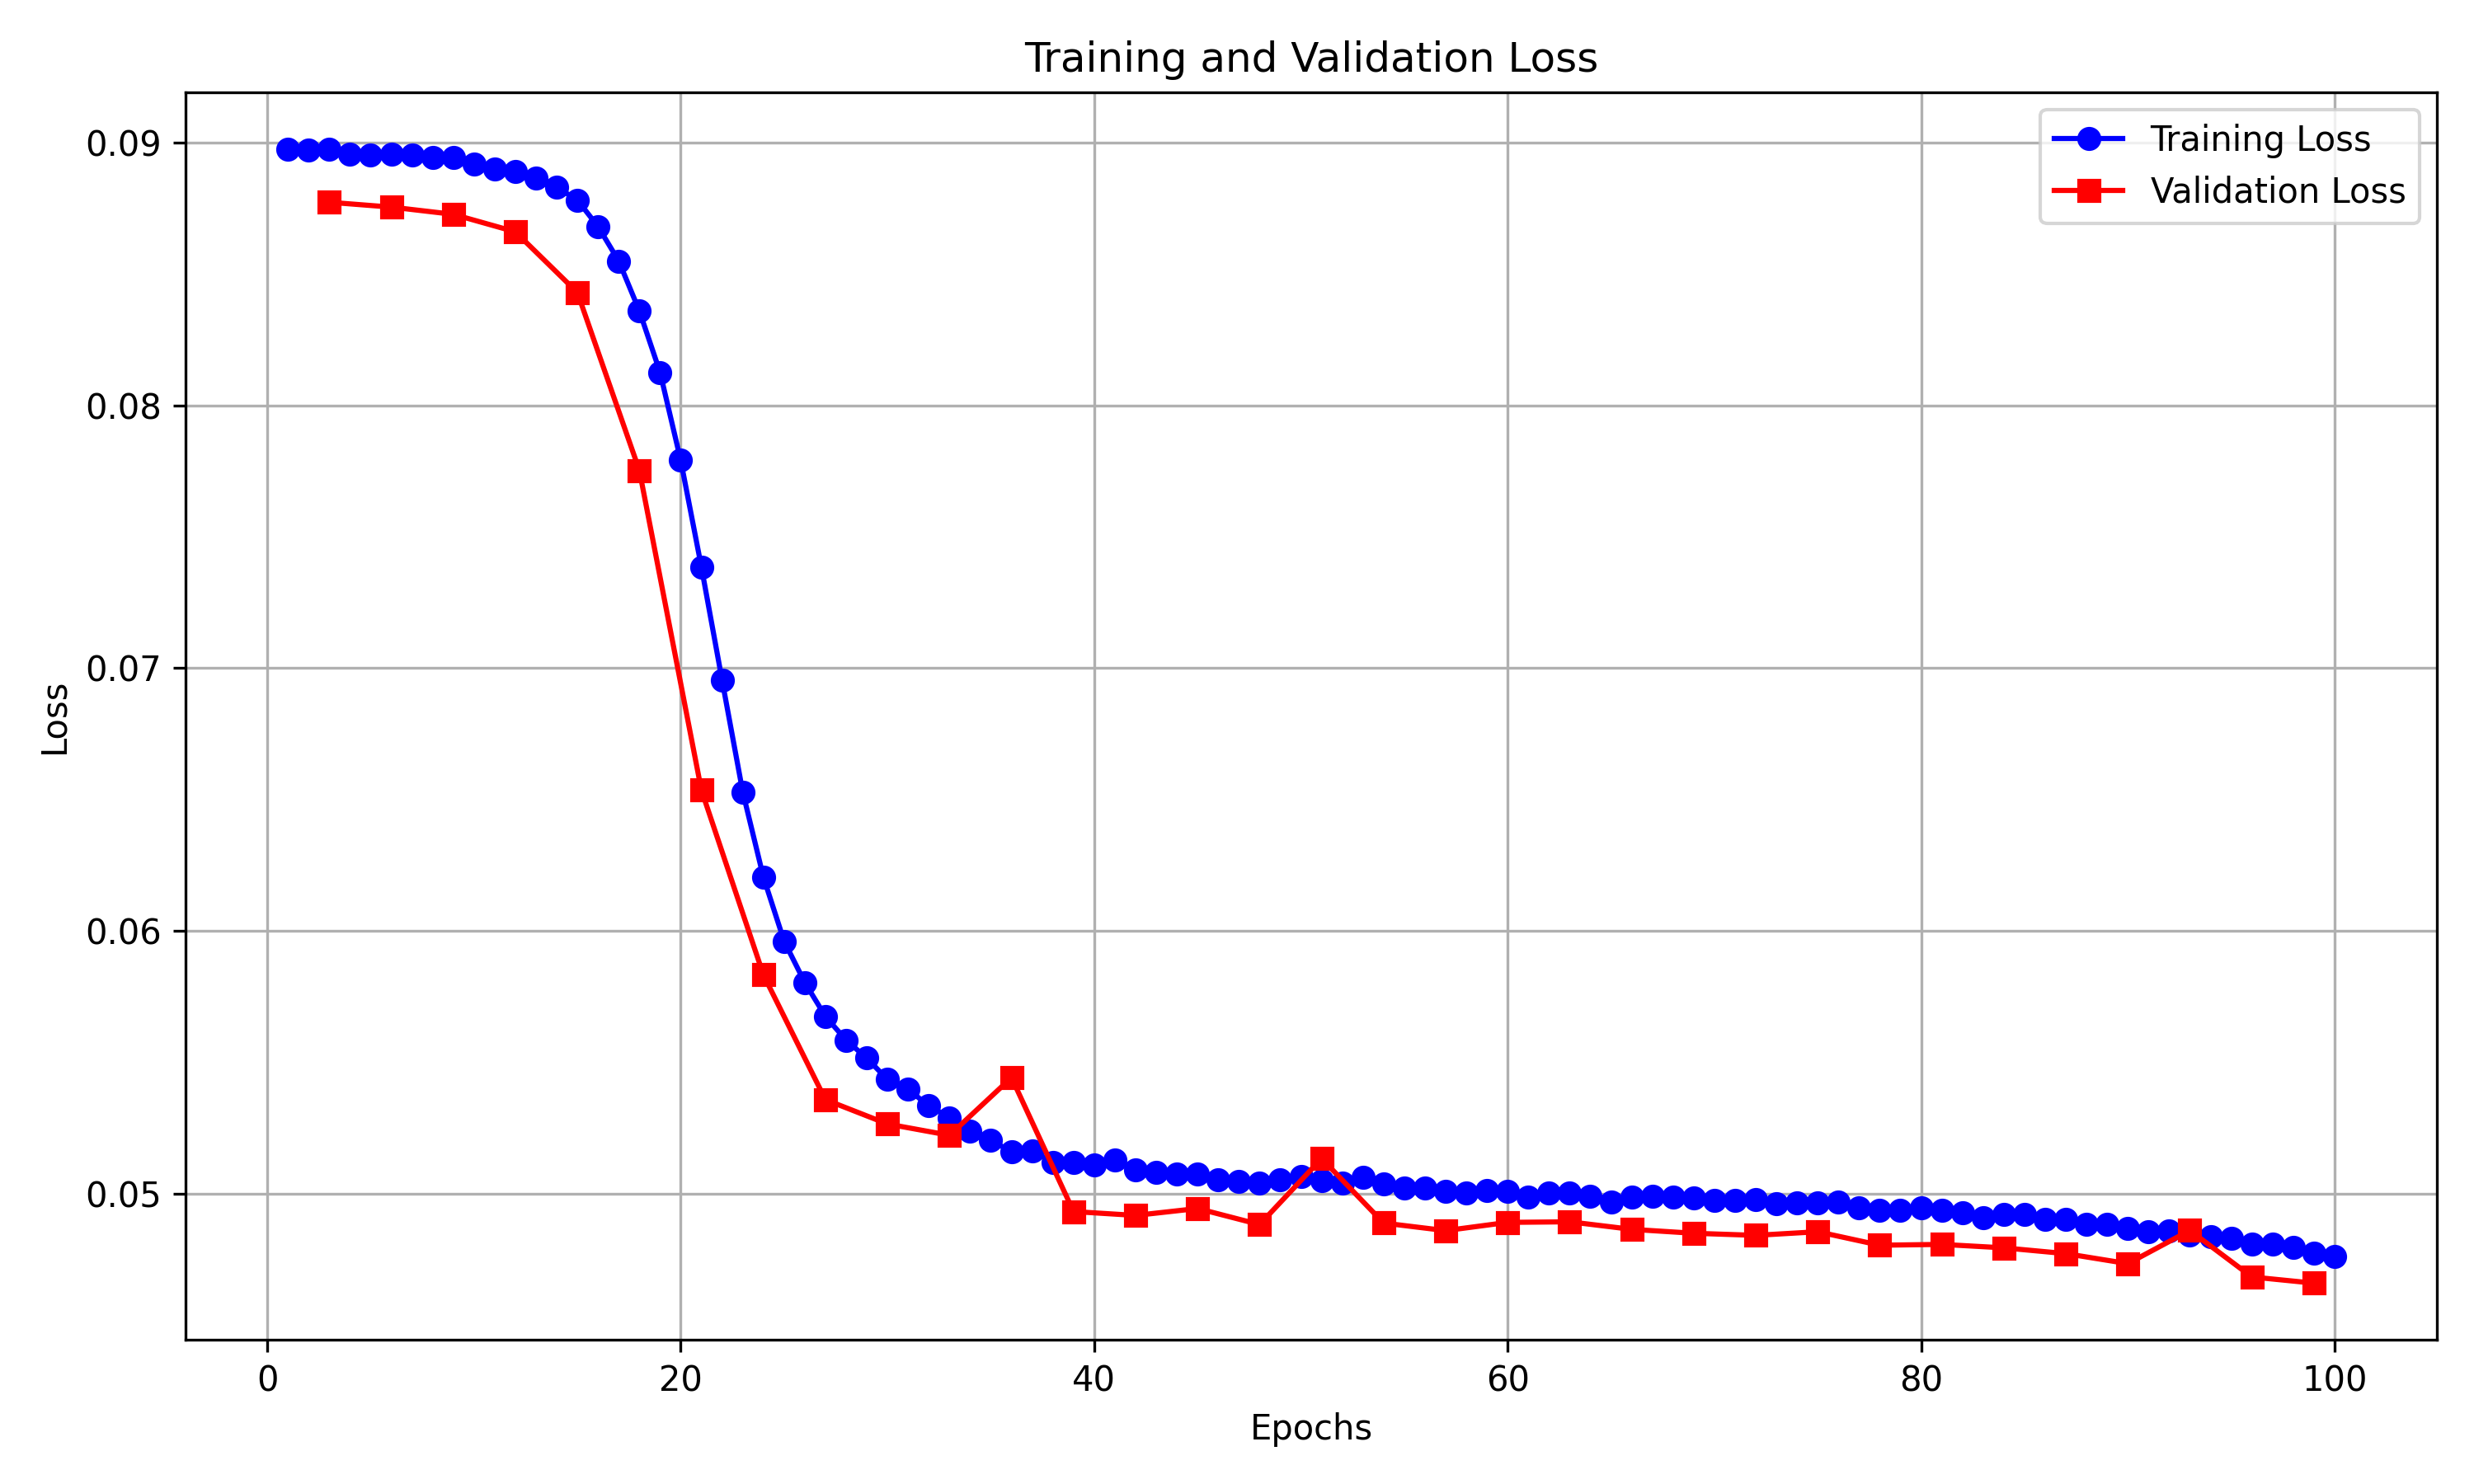 Training and Validation Loss
Training Loss
Validation Loss
0.09
0.08
0.07
0.06
0.05
Loss
0 20 40 60 80 100
Epochs